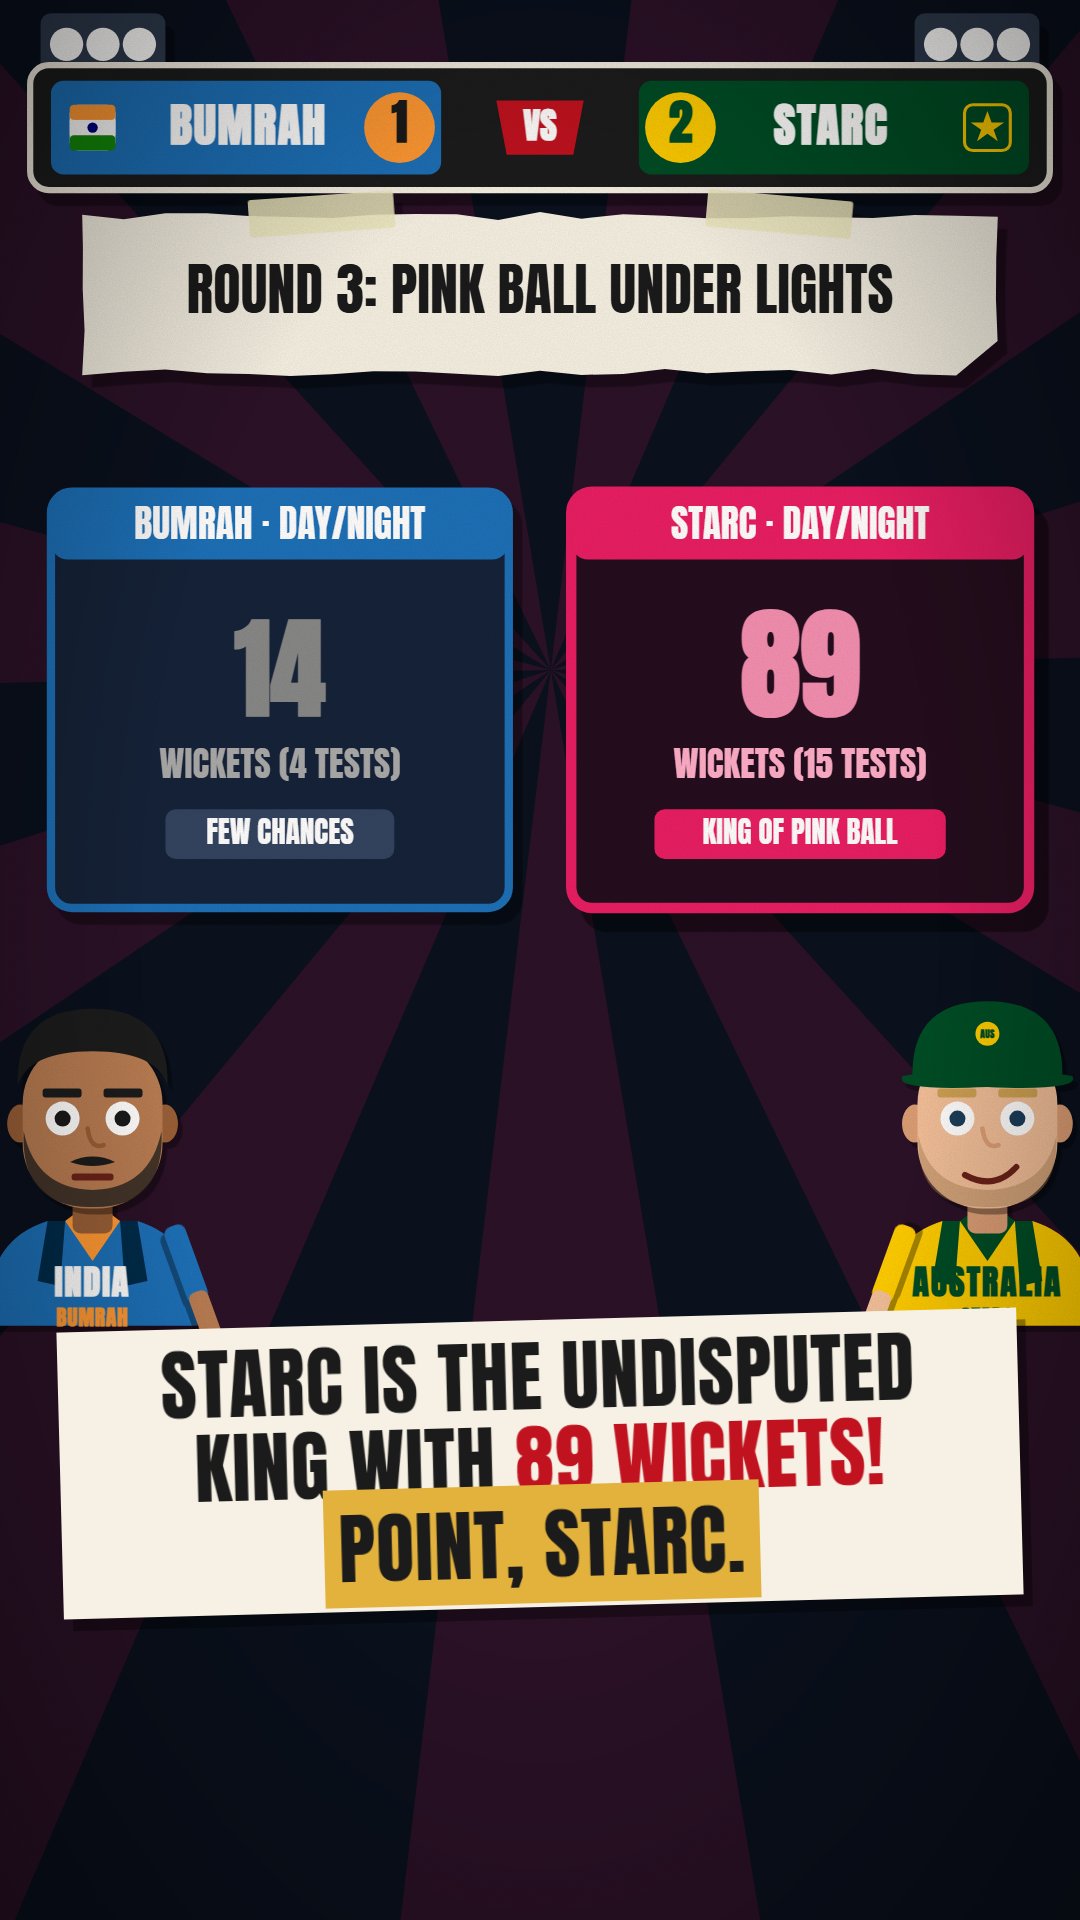 BUMRAH 1 VS 2 STARC
ROUND 3: PINK BALL UNDER LIGHTS
BUMRAH · DAY/NIGHT
14
WICKETS (4 TESTS)
FEW CHANCES
STARC · DAY/NIGHT
89
WICKETS (15 TESTS)
KING OF PINK BALL
AUS
INDIA
BUMRAH
AUSTRALIA
STARC IS THE UNDISPUTED
KING WITH 89 WICKETS!
POINT, STARC.